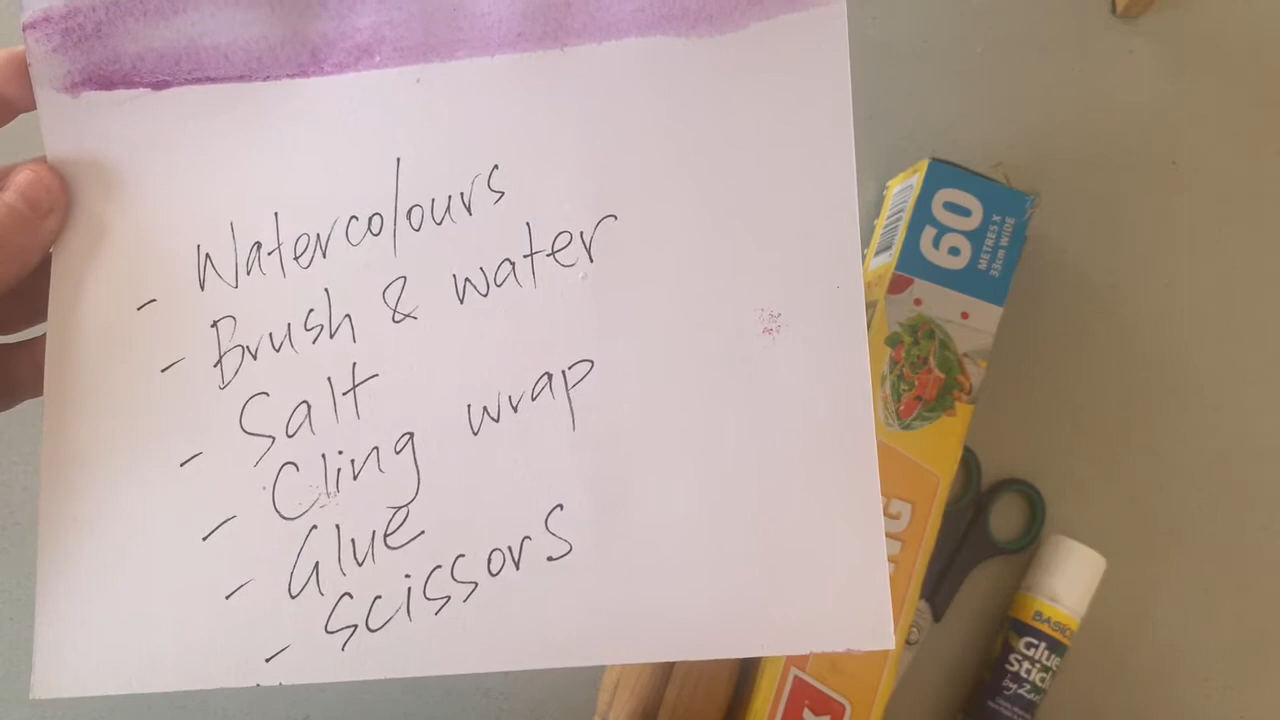 - Watercolours
- Brush & water
- Salt
- Cling wrap
- Glue
- Scissors
60
METRES X
33cm WIDE
BASICS
Glue
Stick